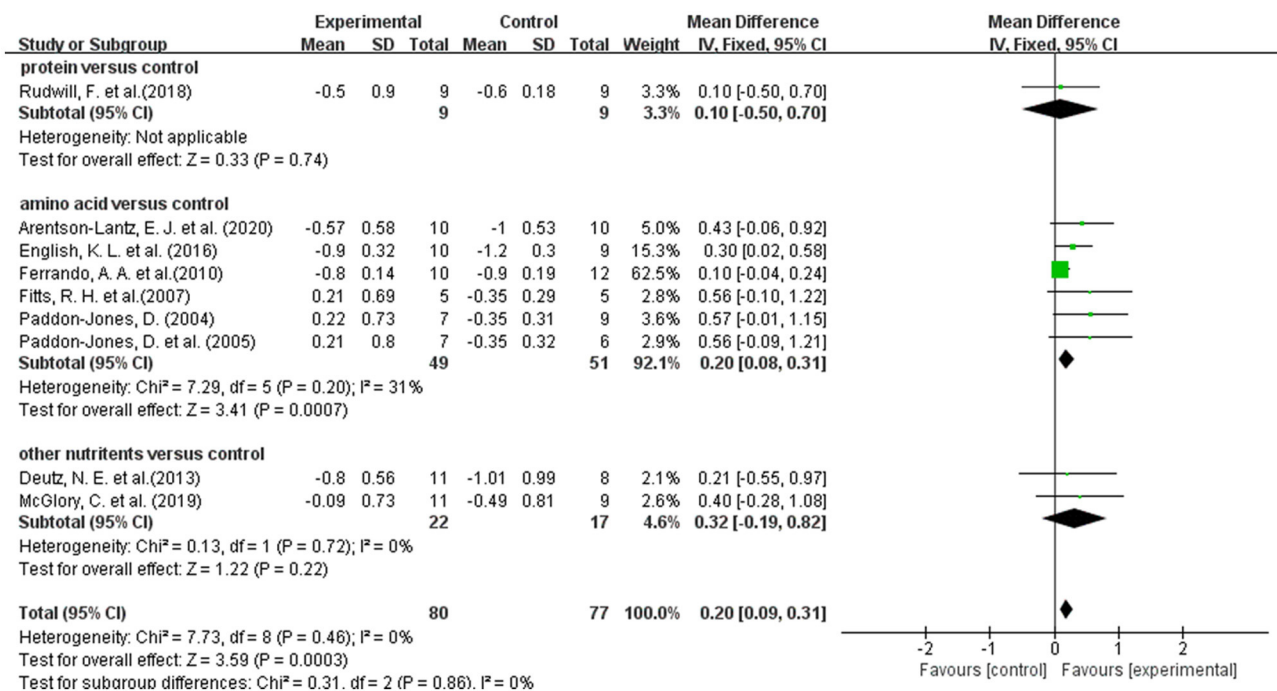 Experimental Control Mean Difference Mean Difference
Study or Subgroup Mean SD Total Mean SD Total Weight IV, Fixed, 95% CI IV, Fixed, 95% CI
protein versus control
Rudwill, F. et al.(2018) -0.5 0.9 9 -0.6 0.18 9 3.3% 0.10 [-0.50, 0.70]
Subtotal (95% CI) 9 9 3.3% 0.10 [-0.50, 0.70]
Heterogeneity: Not applicable
Test for overall effect: Z = 0.33 (P = 0.74)
amino acid versus control
Arentson-Lantz, E. J. et al. (2020) -0.57 0.58 10 -1 0.53 10 5.0% 0.43 [-0.06, 0.92]
English, K. L. et al. (2016) -0.9 0.32 10 -1.2 0.3 9 15.3% 0.30 [0.02, 0.58]
Ferrando, A. A. et al.(2010) -0.8 0.14 10 -0.9 0.19 12 62.5% 0.10 [-0.04, 0.24]
Fitts, R. H. et al.(2007) 0.21 0.69 5 -0.35 0.29 5 2.8% 0.56 [-0.10, 1.22]
Paddon-Jones, D. (2004) 0.22 0.73 7 -0.35 0.31 9 3.6% 0.57 [-0.01, 1.15]
Paddon-Jones, D. et al. (2005) 0.21 0.8 7 -0.35 0.32 6 2.9% 0.56 [-0.09, 1.21]
Subtotal (95% CI) 49 51 92.1% 0.20 [0.08, 0.31]
Heterogeneity: Chi² = 7.29, df = 5 (P = 0.20); I² = 31%
Test for overall effect: Z = 3.41 (P = 0.0007)
other nutritents versus control
Deutz, N. E. et al.(2013) -0.8 0.56 11 -1.01 0.99 8 2.1% 0.21 [-0.55, 0.97]
McGlory, C. et al. (2019) -0.09 0.73 11 -0.49 0.81 9 2.6% 0.40 [-0.28, 1.08]
Subtotal (95% CI) 22 17 4.6% 0.32 [-0.19, 0.82]
Heterogeneity: Chi² = 0.13, df = 1 (P = 0.72); I² = 0%
Test for overall effect: Z = 1.22 (P = 0.22)
Total (95% CI) 80 77 100.0% 0.20 [0.09, 0.31]
Heterogeneity: Chi² = 7.73, df = 8 (P = 0.46); I² = 0%
Test for overall effect: Z = 3.59 (P = 0.0003)
Test for subgroup differences: Chi² = 0.31, df = 2 (P = 0.86), I² = 0%
-2 -1 0 1 2
Favours [control] Favours [experimental]